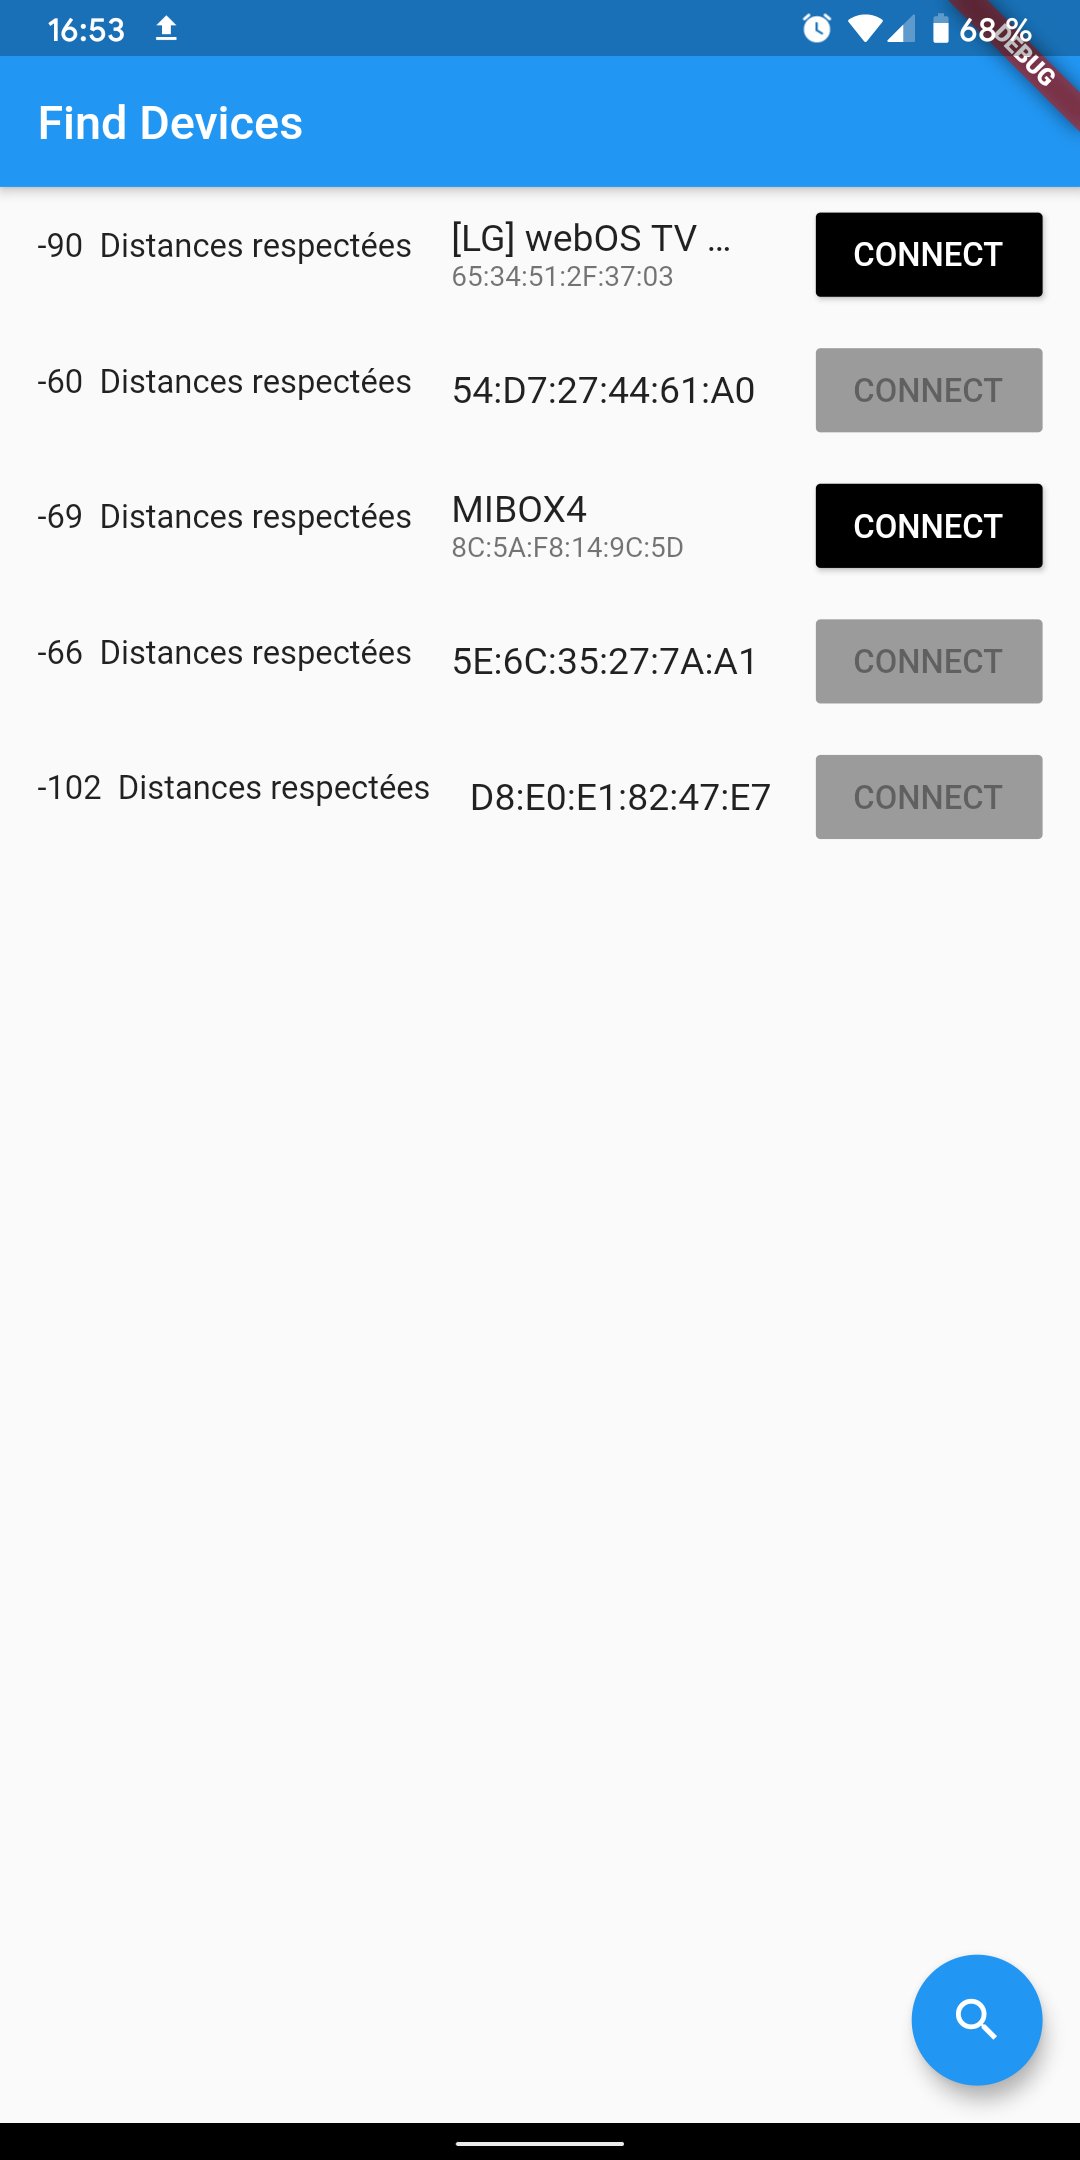 16:53 68 %
DEBUG
Find Devices
-90 Distances respectées [LG] webOS TV ... CONNECT
65:34:51:2F:37:03
-60 Distances respectées 54:D7:27:44:61:A0 CONNECT
-69 Distances respectées MIBOX4 CONNECT
8C:5A:F8:14:9C:5D
-66 Distances respectées 5E:6C:35:27:7A:A1 CONNECT
-102 Distances respectées D8:E0:E1:82:47:E7 CONNECT